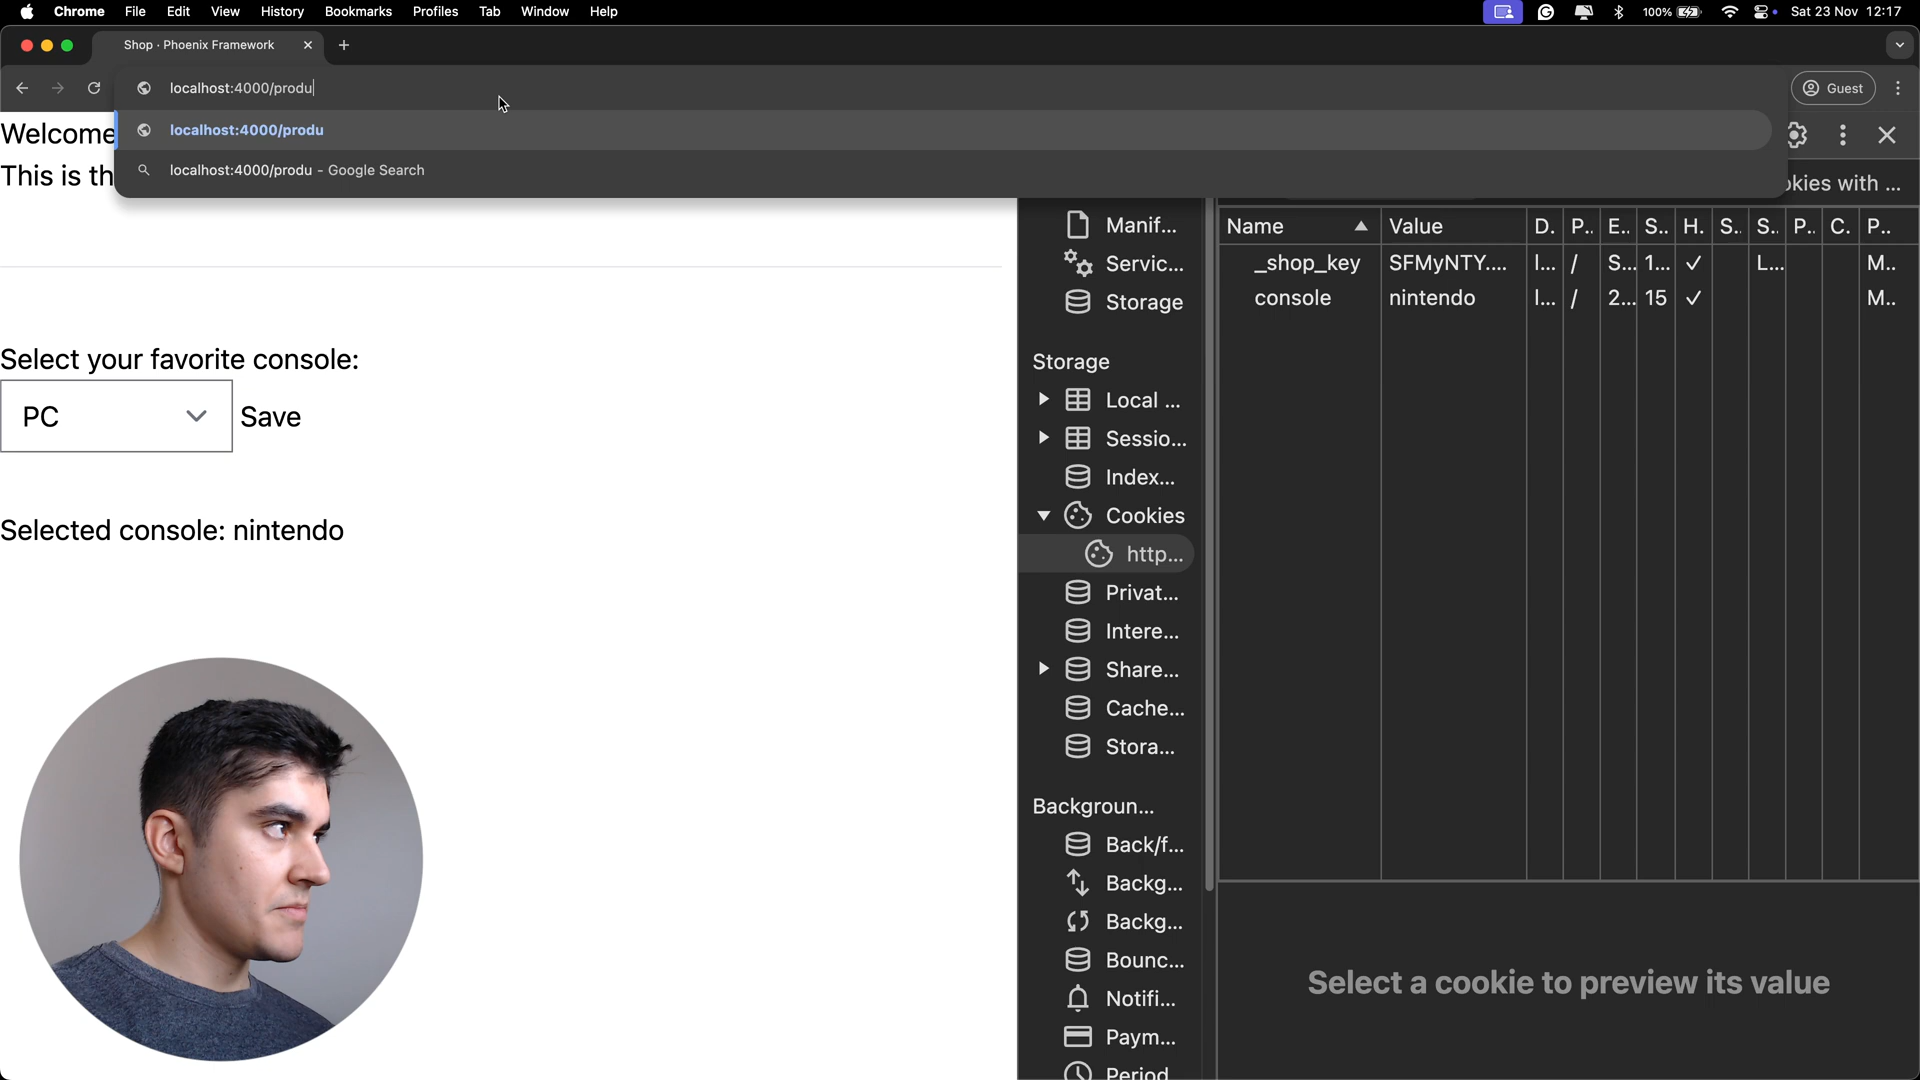 Chrome File Edit View History Bookmarks Profiles Tab Window Help 100% Sat 23 Nov 12:17
Shop · Phoenix Framework
localhost:4000/produ
Guest
localhost:4000/produ
localhost:4000/produ – Google Search
Welcome
This is th
Select your favorite console:
PC
Save
Selected console: nintendo
Manif...
Servic...
Storage
Storage
Local ...
Sessio...
Index...
Cookies
http...
Privat...
Intere...
Share...
Cache...
Stora...
Backgroun...
Back/f...
Backg...
Backg...
Bounc...
Notifi...
Paym...
Period
okies with ...
Name Value D. P.. E.. S.. H. S.. S.. P.. C. P..
_shop_key SFMyNTY.... l... / S... 1... ✓ L... M..
console nintendo l... / 2... 15 ✓ M..
Select a cookie to preview its value